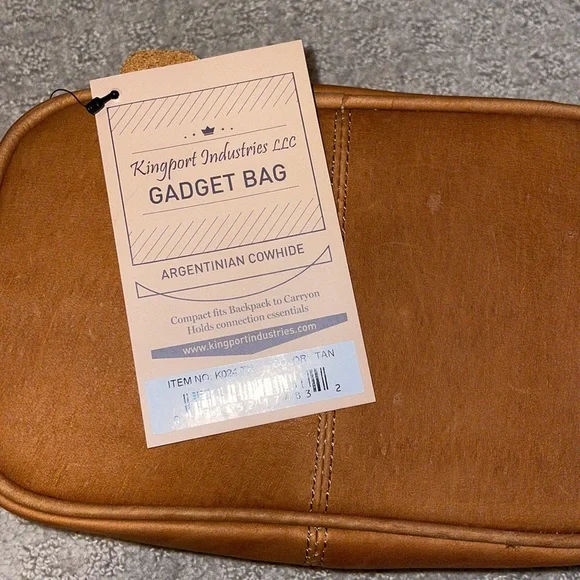 Kingport Industries LLC
GADGET BAG
ARGENTINIAN COWHIDE
Compact fits Backpack to Carryon
Holds connection essentials
www.kingportindustries.com
ITEM NO. TAN
2